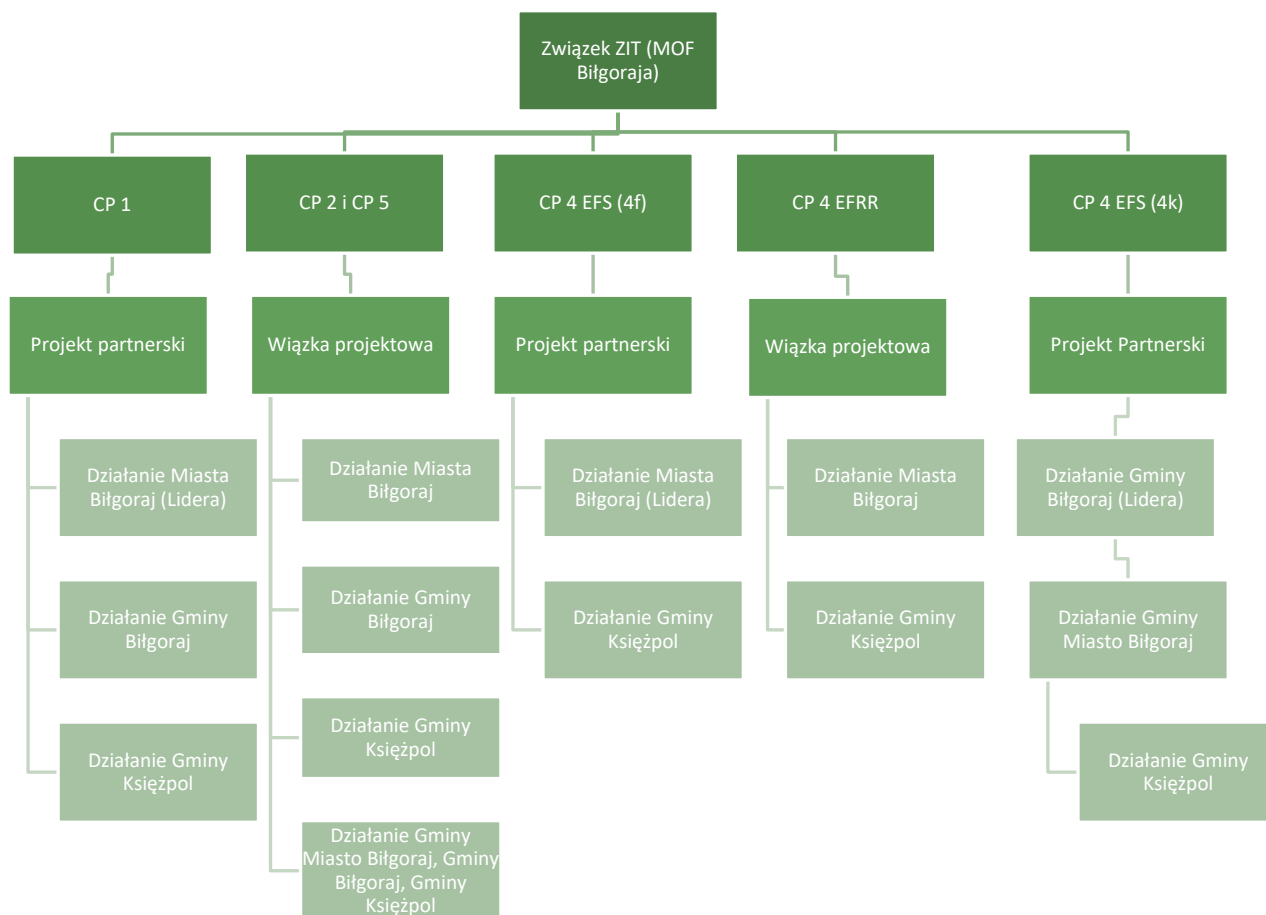 Związek ZIT (MOF
Biłgoraja)
CP 1
CP 2 i CP 5
CP 4 EFS (4f)
CP 4 EFRR
CP 4 EFS (4k)
Projekt partnerski
Wiązka projektowa
Projekt partnerski
Wiązka projektowa
Projekt Partnerski
Działanie Miasta
Biłgoraj (Lidera)
Działanie Gminy
Biłgoraj
Działanie Gminy
Księżpol
Działanie Miasta
Biłgoraj
Działanie Gminy
Biłgoraj
Działanie Gminy
Księżpol
Działanie Gminy
Miasto Biłgoraj, Gminy
Biłgoraj, Gminy
Księżpol
Działanie Miasta
Biłgoraj (Lidera)
Działanie Gminy
Księżpol
Działanie Miasta
Biłgoraj
Działanie Gminy
Księżpol
Działanie Gminy
Biłgoraj (Lidera)
Działanie Gminy
Miasto Biłgoraj
Działanie Gminy
Księżpol